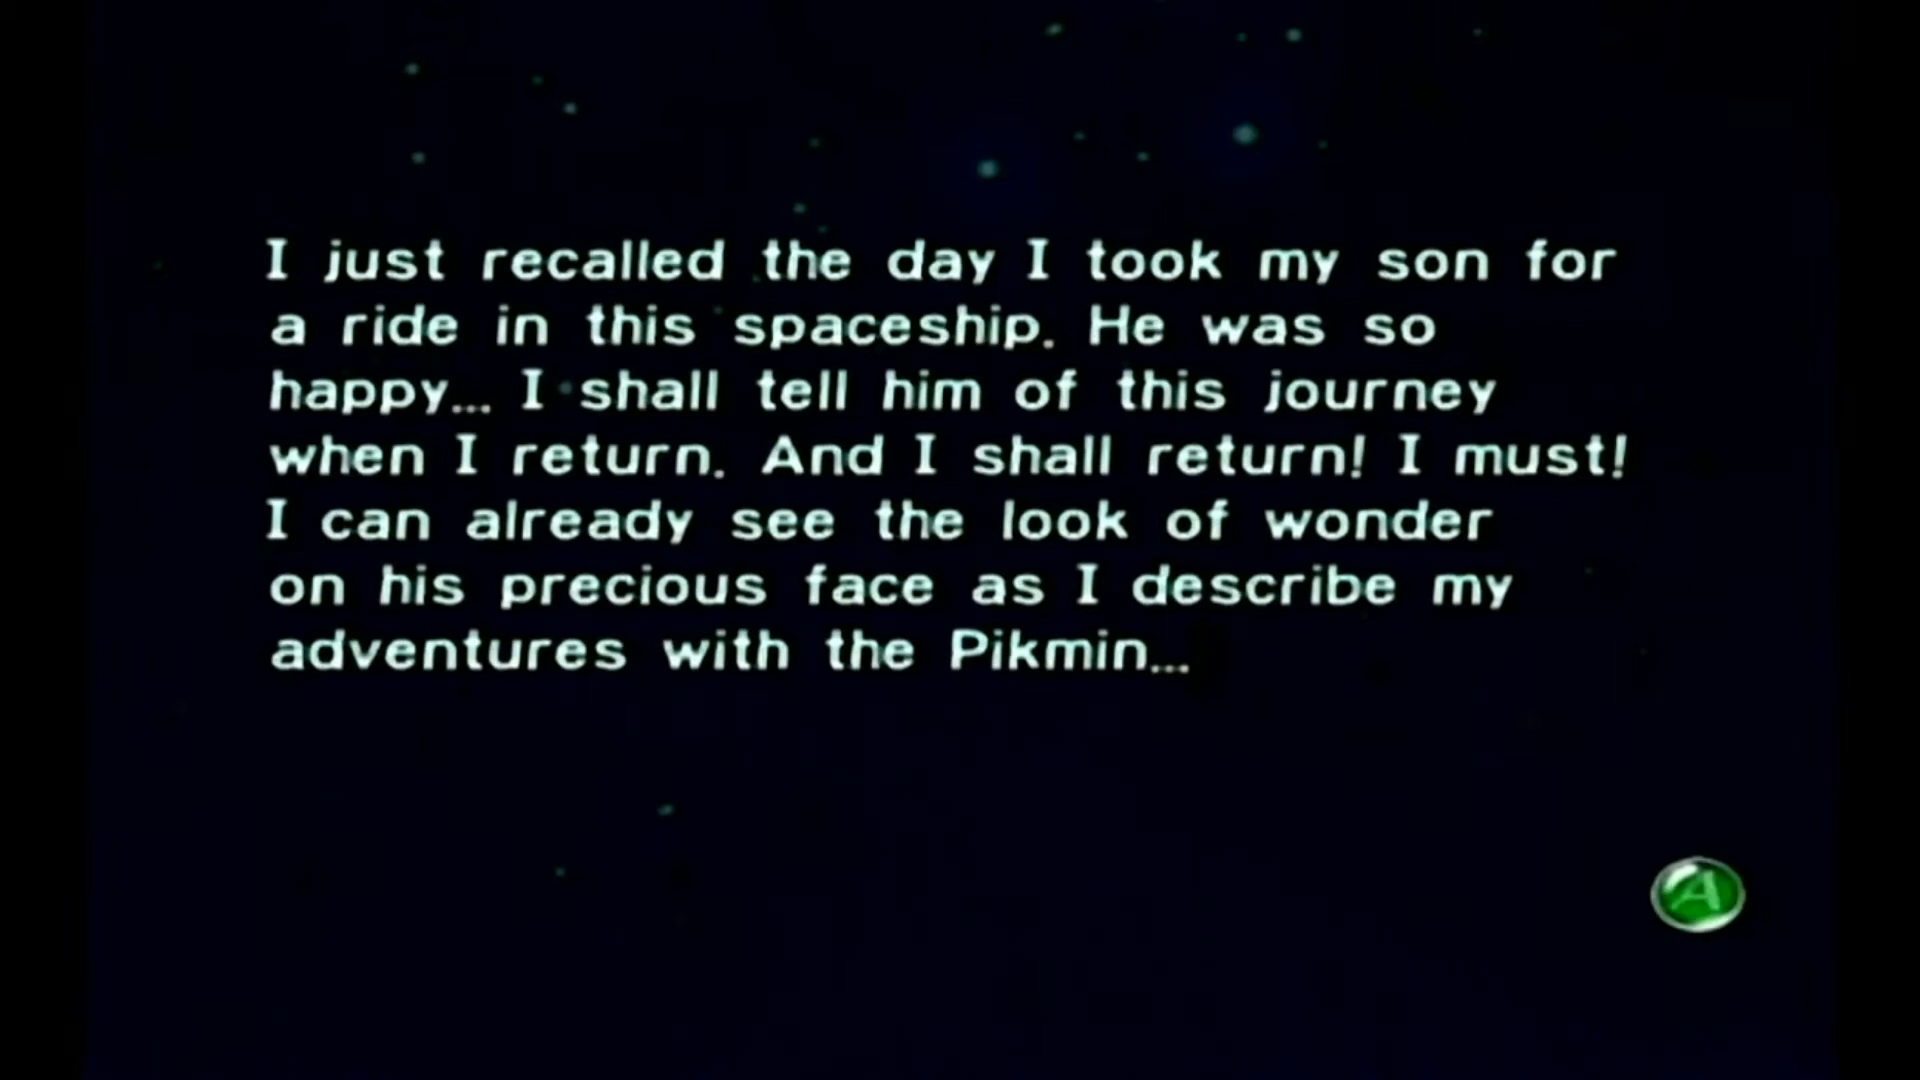 I just recalled the day I took my son for
a ride in this spaceship. He was so
happy... I shall tell him of this journey
when I return. And I shall return! I must!
I can already see the look of wonder
on his precious face as I describe my
adventures with the Pikmin...
A